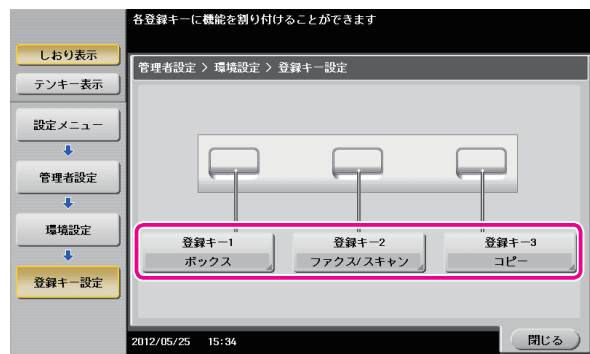 各登録キーに機能を割り付けることができます
しおり表示
テンキー表示
設定メニュー
管理者設定
環境設定
登録キー設定
管理者設定 > 環境設定 > 登録キー設定
登録キー1
ボックス
登録キー2
ファクス/スキャン
登録キー3
コピー
2012/05/25 15:34
閉じる